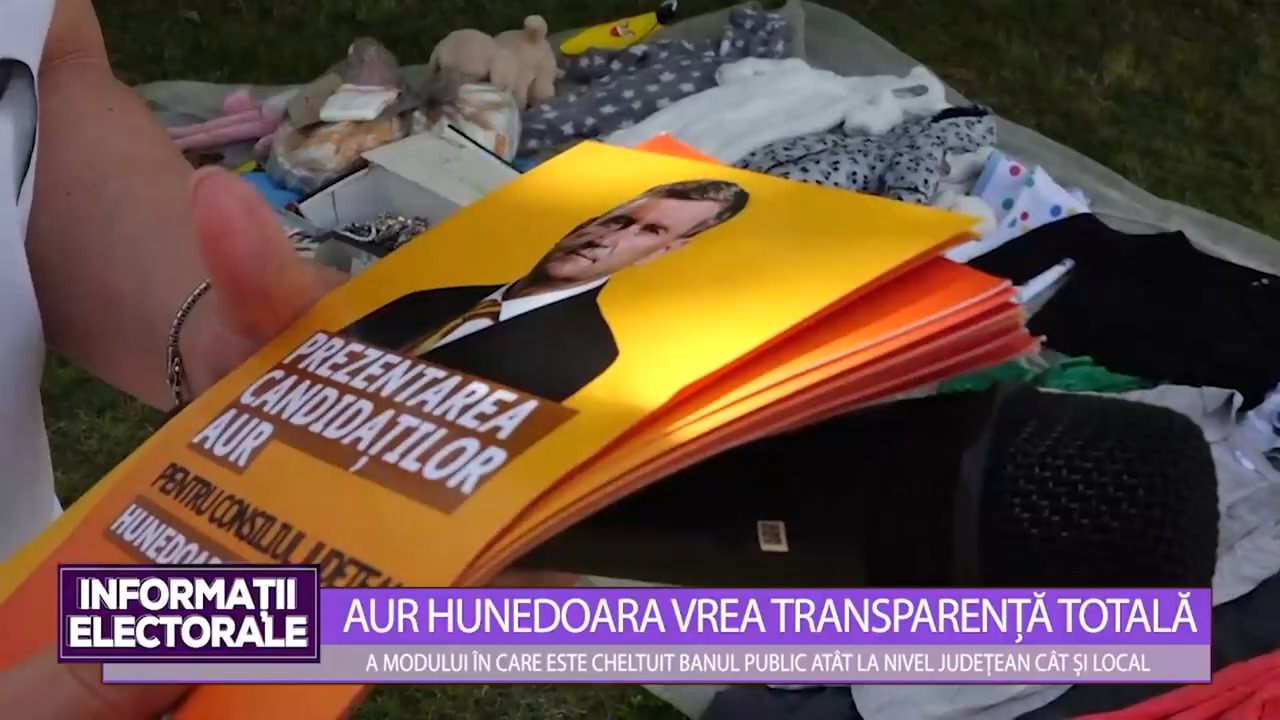 PREZENTAREA
CANDIDAȚILOR
AUR
PENTRU CONSILIUL JUDEȚEAN
INFORMAȚII
ELECTORALE
AUR HUNEDOARA VREA TRANSPARENȚĂ TOTALĂ
A MODULUI ÎN CARE ESTE CHELTUIT BANUL PUBLIC ATÂT LA NIVEL JUDEȚEAN CÂT ȘI LOCAL